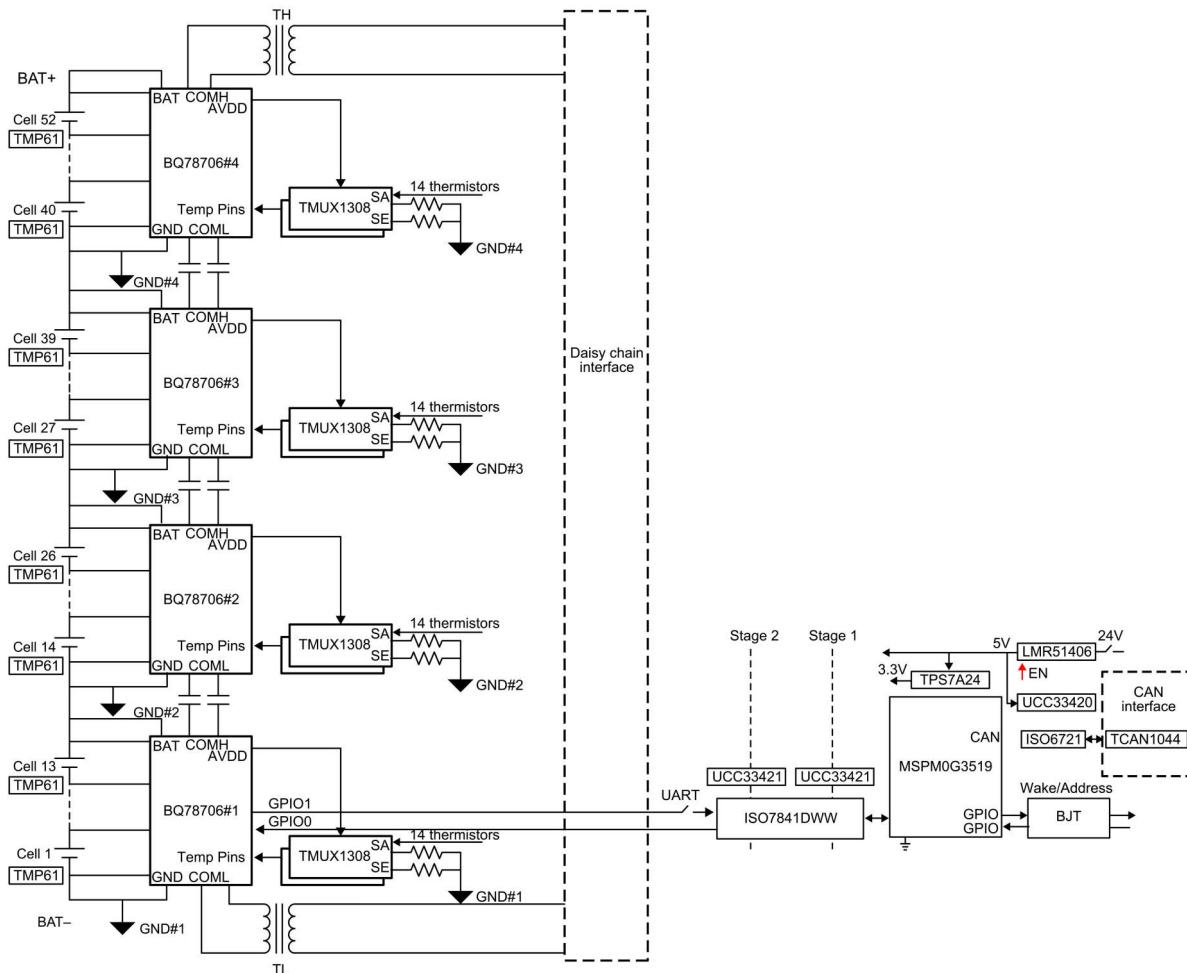 TH
BAT+
BAT COMH
AVDD
Cell 52
TMP61
BQ78706#4
14 thermistors
SA
TMUX1308
SE
Cell 40
TMP61
Temp Pins
GND COML
GND#4
GND#4
BAT COMH
AVDD
Cell 39
TMP61
Daisy chain
interface
BQ78706#3
14 thermistors
SA
TMUX1308
SE
Cell 27
TMP61
Temp Pins
GND COML
GND#3
GND#3
BAT COMH
AVDD
Cell 26
TMP61
BQ78706#2
14 thermistors
SA
TMUX1308
SE
Cell 14
TMP61
Temp Pins
GND COML
GND#2
GND#2
Stage 2
Stage 1
5V
LMR51406
24V
3.3V
TPS7A24
EN
UCC33420
CAN
interface
CAN
ISO6721
TCAN1044
MSPM0G3519
BAT COMH
AVDD
Cell 13
TMP61
BQ78706#1
GPIO1
GPIO0
UART
UCC33421
UCC33421
ISO7841DWW
Wake/Address
GPIO
GPIO
BJT
14 thermistors
SA
TMUX1308
SE
Cell 1
TMP61
Temp Pins
GND COML
GND#1
BAT–
GND#1
TL